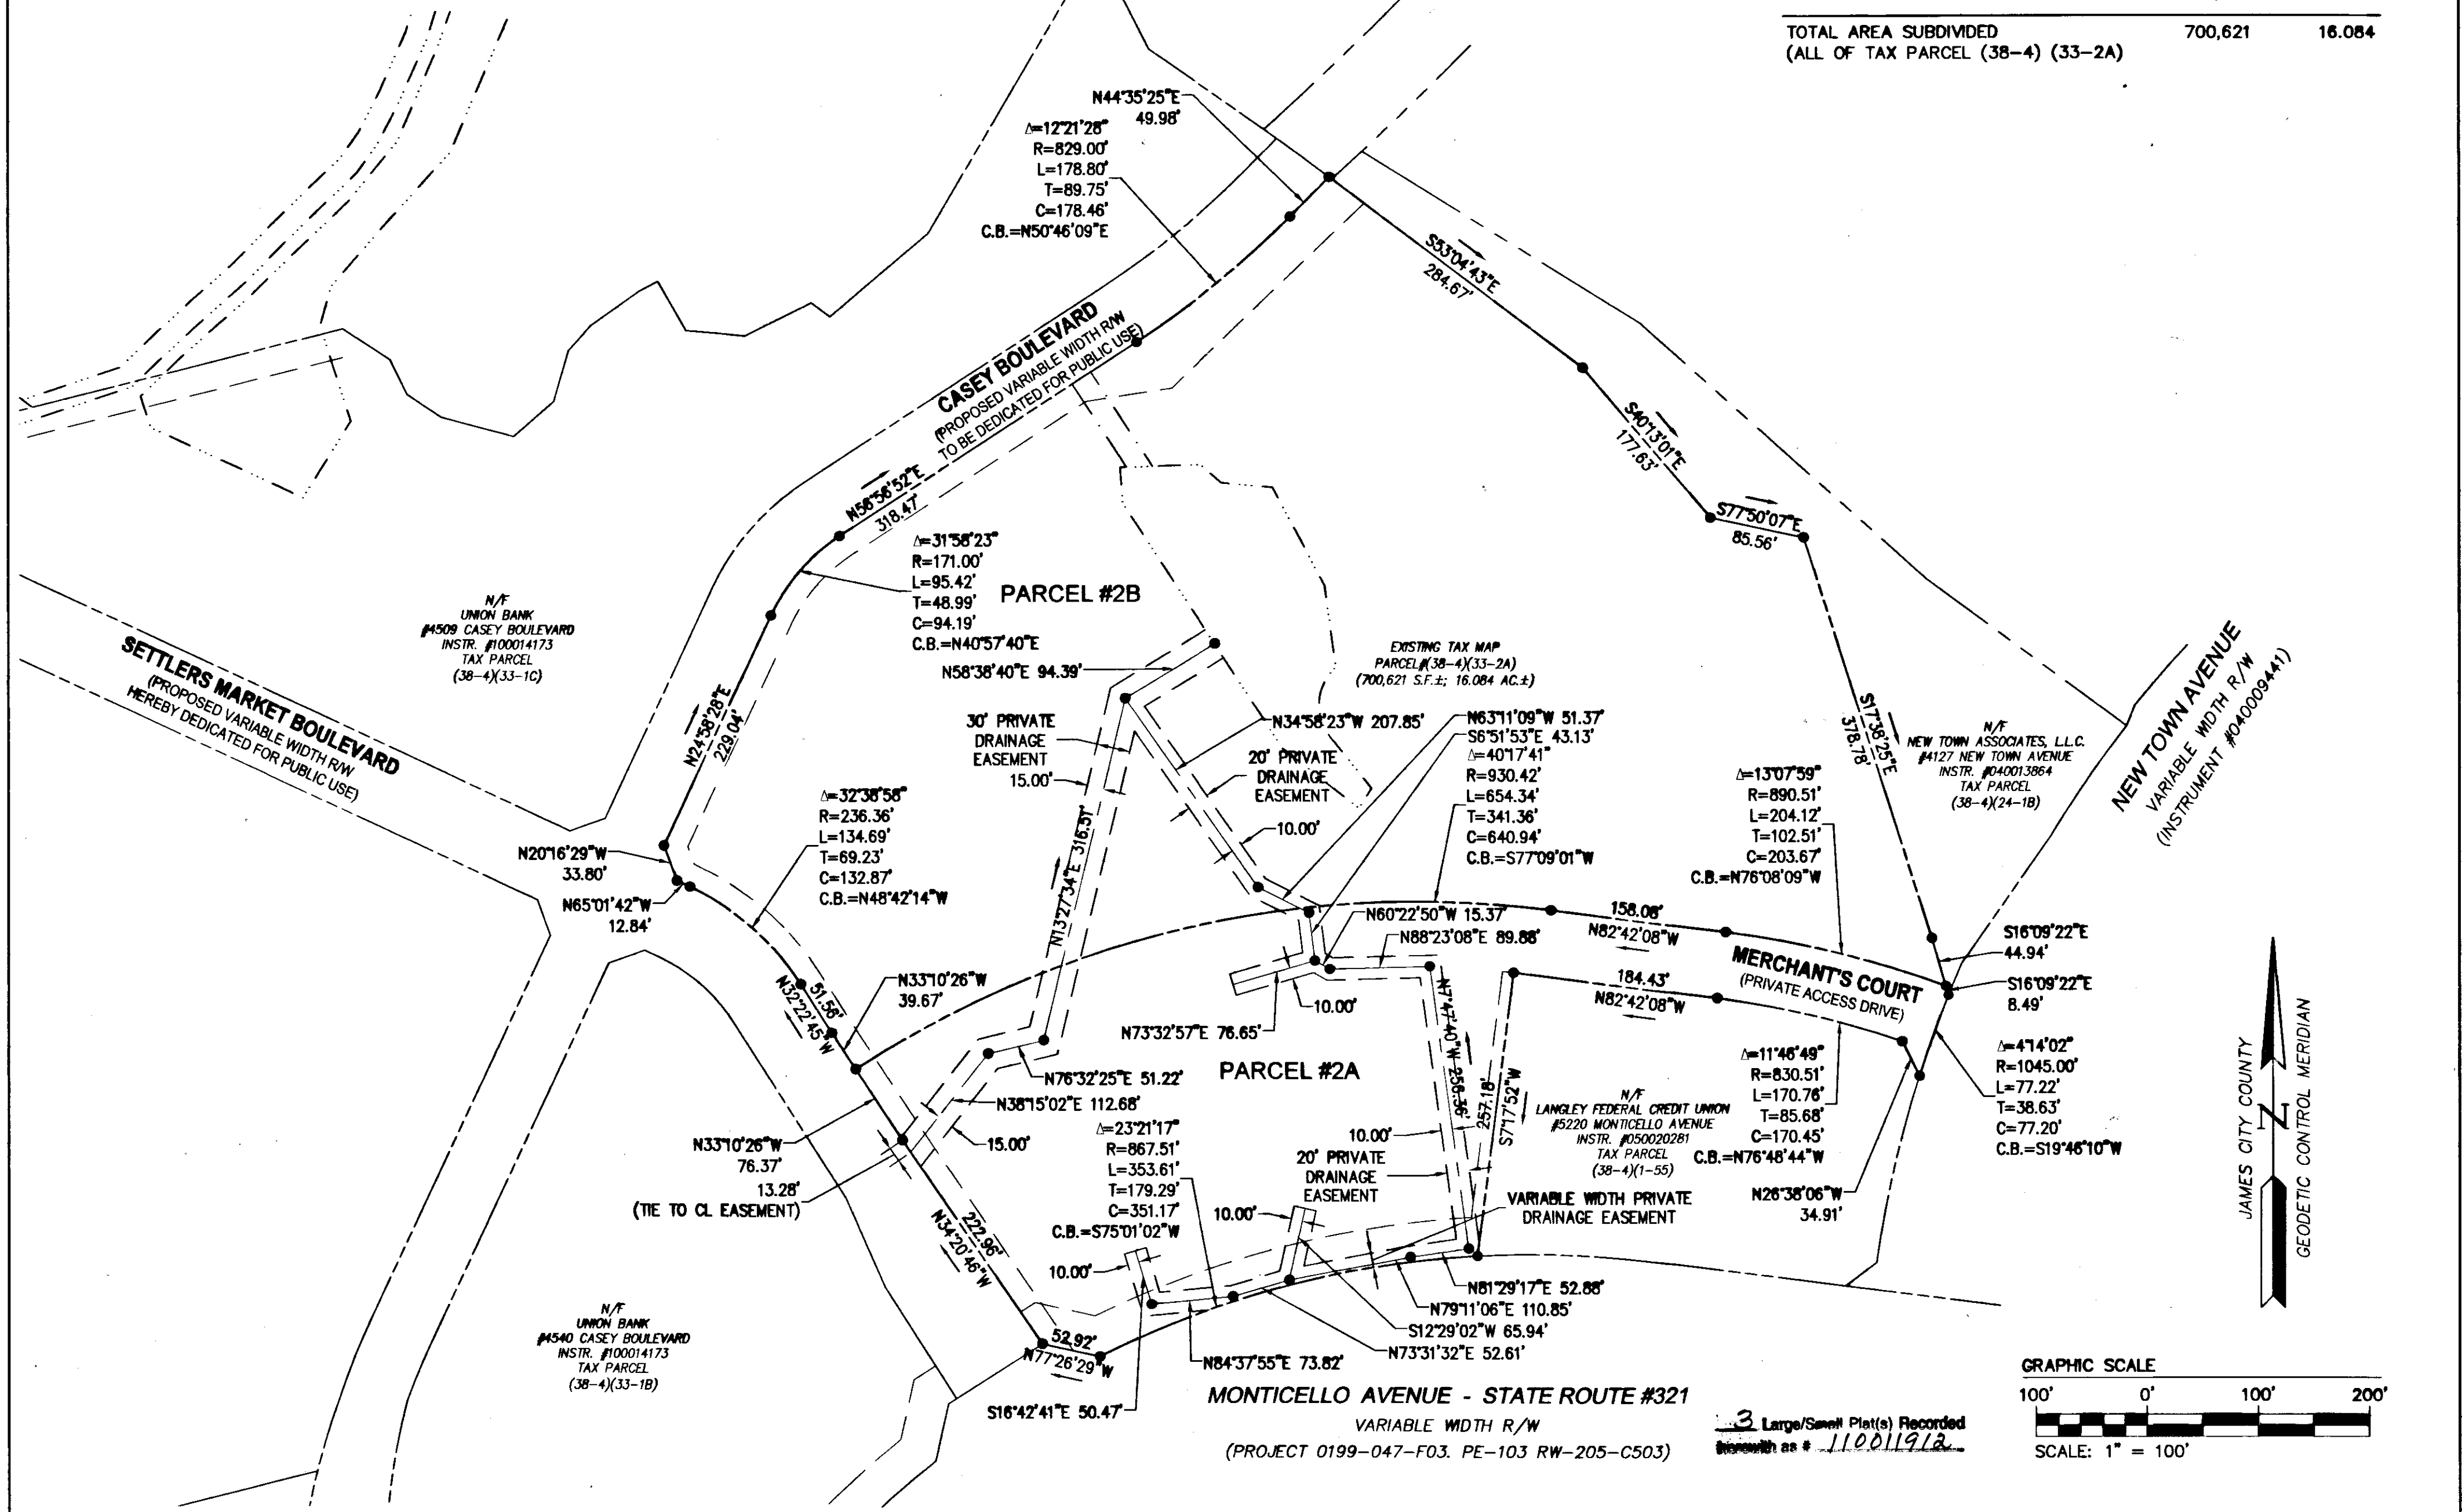 TOTAL AREA SUBDIVIDED 700,621 16.084
(ALL OF TAX PARCEL (38-4) (33-2A)
N44°35'25"E
49.98'
Δ=12°21'28"
R=829.00'
L=178.80'
T=89.75'
C=178.46'
C.B.=N50°46'09"E
S53°04'43"E
284.67'
CASEY BOULEVARD
(PROPOSED VARIABLE WIDTH R/W
TO BE DEDICATED FOR PUBLIC USE)
S40°13'01"E
177.63'
N56°56'52"E
318.47'
S77°50'07"E
85.56'
Δ=31°58'23"
R=171.00'
L=95.42'
T=48.99'
C=94.19'
C.B.=N40°57'40"E
PARCEL #2B
N/F
UNION BANK
#4509 CASEY BOULEVARD
INSTR. #100014173
TAX PARCEL
(38-4)(33-1C)
SETTLERS MARKET BOULEVARD
(PROPOSED VARIABLE WIDTH R/W
HEREBY DEDICATED FOR PUBLIC USE)
N58°38'40"E 94.39'
EXISTING TAX MAP
PARCEL#(38-4)(33-2A)
(700,621 S.F.±; 16.084 AC.±)
NEW TOWN AVENUE
VARIABLE WIDTH R/W
(INSTRUMENT #040009441)
N24°58'28"E
229.04'
30' PRIVATE
DRAINAGE
EASEMENT
15.00'
N34°58'23"W 207.85'
N63°11'09"W 51.37'
S6°51'53"E 43.13'
Δ=40°17'41"
R=930.42'
L=654.34'
T=341.36'
C=640.94'
C.B.=S77°09'01"W
20' PRIVATE
DRAINAGE
EASEMENT
10.00'
S17°38'25"E
378.78'
N/F
NEW TOWN ASSOCIATES, L.L.C.
#4127 NEW TOWN AVENUE
INSTR. #040013864
TAX PARCEL
(38-4)(24-1B)
Δ=13°07'59"
R=890.51'
L=204.12'
T=102.51'
C=203.67'
C.B.=N76°08'09"W
Δ=32°38'58"
R=236.36'
L=134.69'
T=69.23'
C=132.87'
C.B.=N48°42'14"W
N20°16'29"W
33.80'
N65°01'42"W
12.84'
N13°27'34"E 316.51'
N60°22'50"W 15.37'
N88°23'08"E 89.88'
158.08'
N82°42'08"W
MERCHANT'S COURT
(PRIVATE ACCESS DRIVE)
S16°09'22"E
44.94'
S16°09'22"E
8.49'
51.56'
N32°22'45"W
N33°10'26"W
39.67'
10.00'
N73°32'57"E 76.65'
N7°47'40"W 256.36'
184.43'
N82°42'08"W
257.18'
S7°17'52"W
PARCEL #2A
N76°32'25"E 51.22'
N38°15'02"E 112.68'
15.00'
N33°10'26"W
76.37'
13.28'
(TIE TO CL EASEMENT)
Δ=23°21'17"
R=867.51'
L=353.61'
T=179.29'
C=351.17'
C.B.=S75°01'02"W
N/F
LANGLEY FEDERAL CREDIT UNION
#5220 MONTICELLO AVENUE
INSTR. #050020281
TAX PARCEL
(38-4)(1-55)
Δ=11°46'49"
R=830.51'
L=170.76'
T=85.68'
C=170.45'
C.B.=N76°48'44"W
Δ=4°14'02"
R=1045.00'
L=77.22'
T=38.63'
C=77.20'
C.B.=S19°46'10"W
N26°38'06"W
34.91'
10.00'
20' PRIVATE
DRAINAGE
EASEMENT
VARIABLE WIDTH PRIVATE
DRAINAGE EASEMENT
10.00'
10.00'
222.96'
N34°20'46"W
52.92'
N77°26'29"W
N81°29'17"E 52.88'
N79°11'06"E 110.85'
S12°29'02"W 65.94'
N73°31'32"E 52.61'
N84°37'55"E 73.82'
S16°42'41"E 50.47'
N/F
UNION BANK
#4540 CASEY BOULEVARD
INSTR. #100014173
TAX PARCEL
(38-4)(33-1B)
MONTICELLO AVENUE - STATE ROUTE #321
VARIABLE WIDTH R/W
(PROJECT 0199-047-F03. PE-103 RW-205-C503)
3 Large/Small Plat(s) Recorded
herewith as # 110011912
N
JAMES CITY COUNTY
GEODETIC CONTROL MERIDIAN
GRAPHIC SCALE
100' 0' 100' 200'
SCALE: 1" = 100'